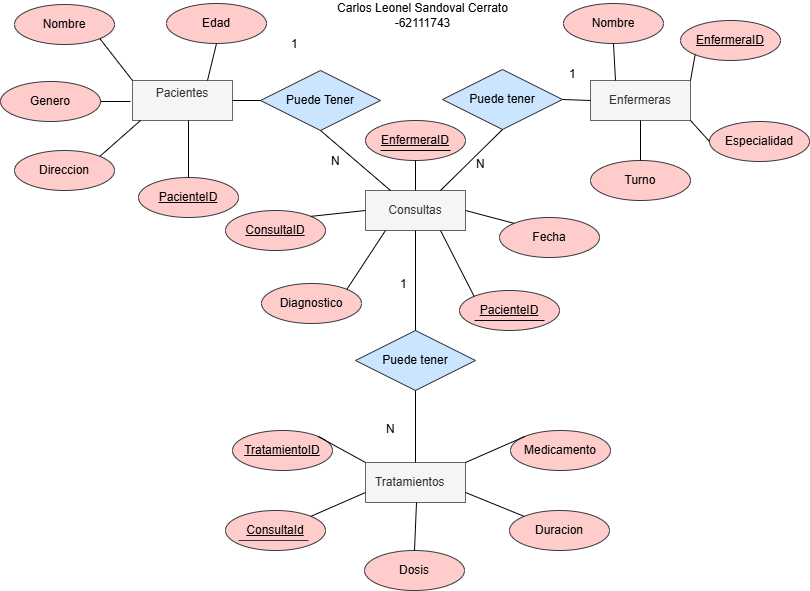 Carlos Leonel Sandoval Cerrato
-62111743
Nombre
Edad
1
Genero
Pacientes
Puede Tener
Direccion
PacienteID
N
Nombre
EnfermeraID
Puede tener
1
Enfermeras
Especialidad
Turno
N
EnfermeraID
ConsultaID
Consultas
Fecha
Diagnostico
1
PacienteID
Puede tener
N
TratamientoID
Medicamento
Tratamientos
ConsultaId
Duracion
Dosis